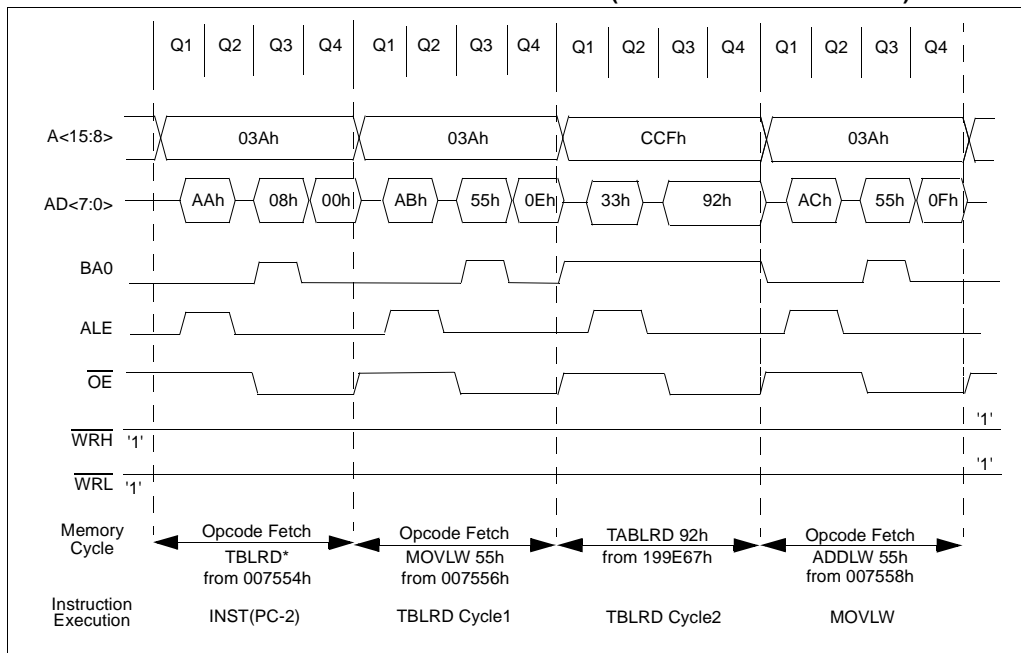 Q1 Q2 Q3 Q4 Q1 Q2 Q3 Q4 Q1 Q2 Q3 Q4 Q1 Q2 Q3 Q4
A<15:8> 03Ah 03Ah CCFh 03Ah
AD<7:0> AAh 08h 00h ABh 55h 0Eh 33h 92h ACh 55h 0Fh
BA0
ALE
OE
'1'
WRH '1'
'1'
WRL '1'
Memory Cycle Opcode Fetch Opcode Fetch TABLRD 92h Opcode Fetch
TBLRD* MOVLW 55h from 199E67h ADDLW 55h
from 007554h from 007556h from 007558h
Instruction Execution INST(PC-2) TBLRD Cycle1 TBLRD Cycle2 MOVLW